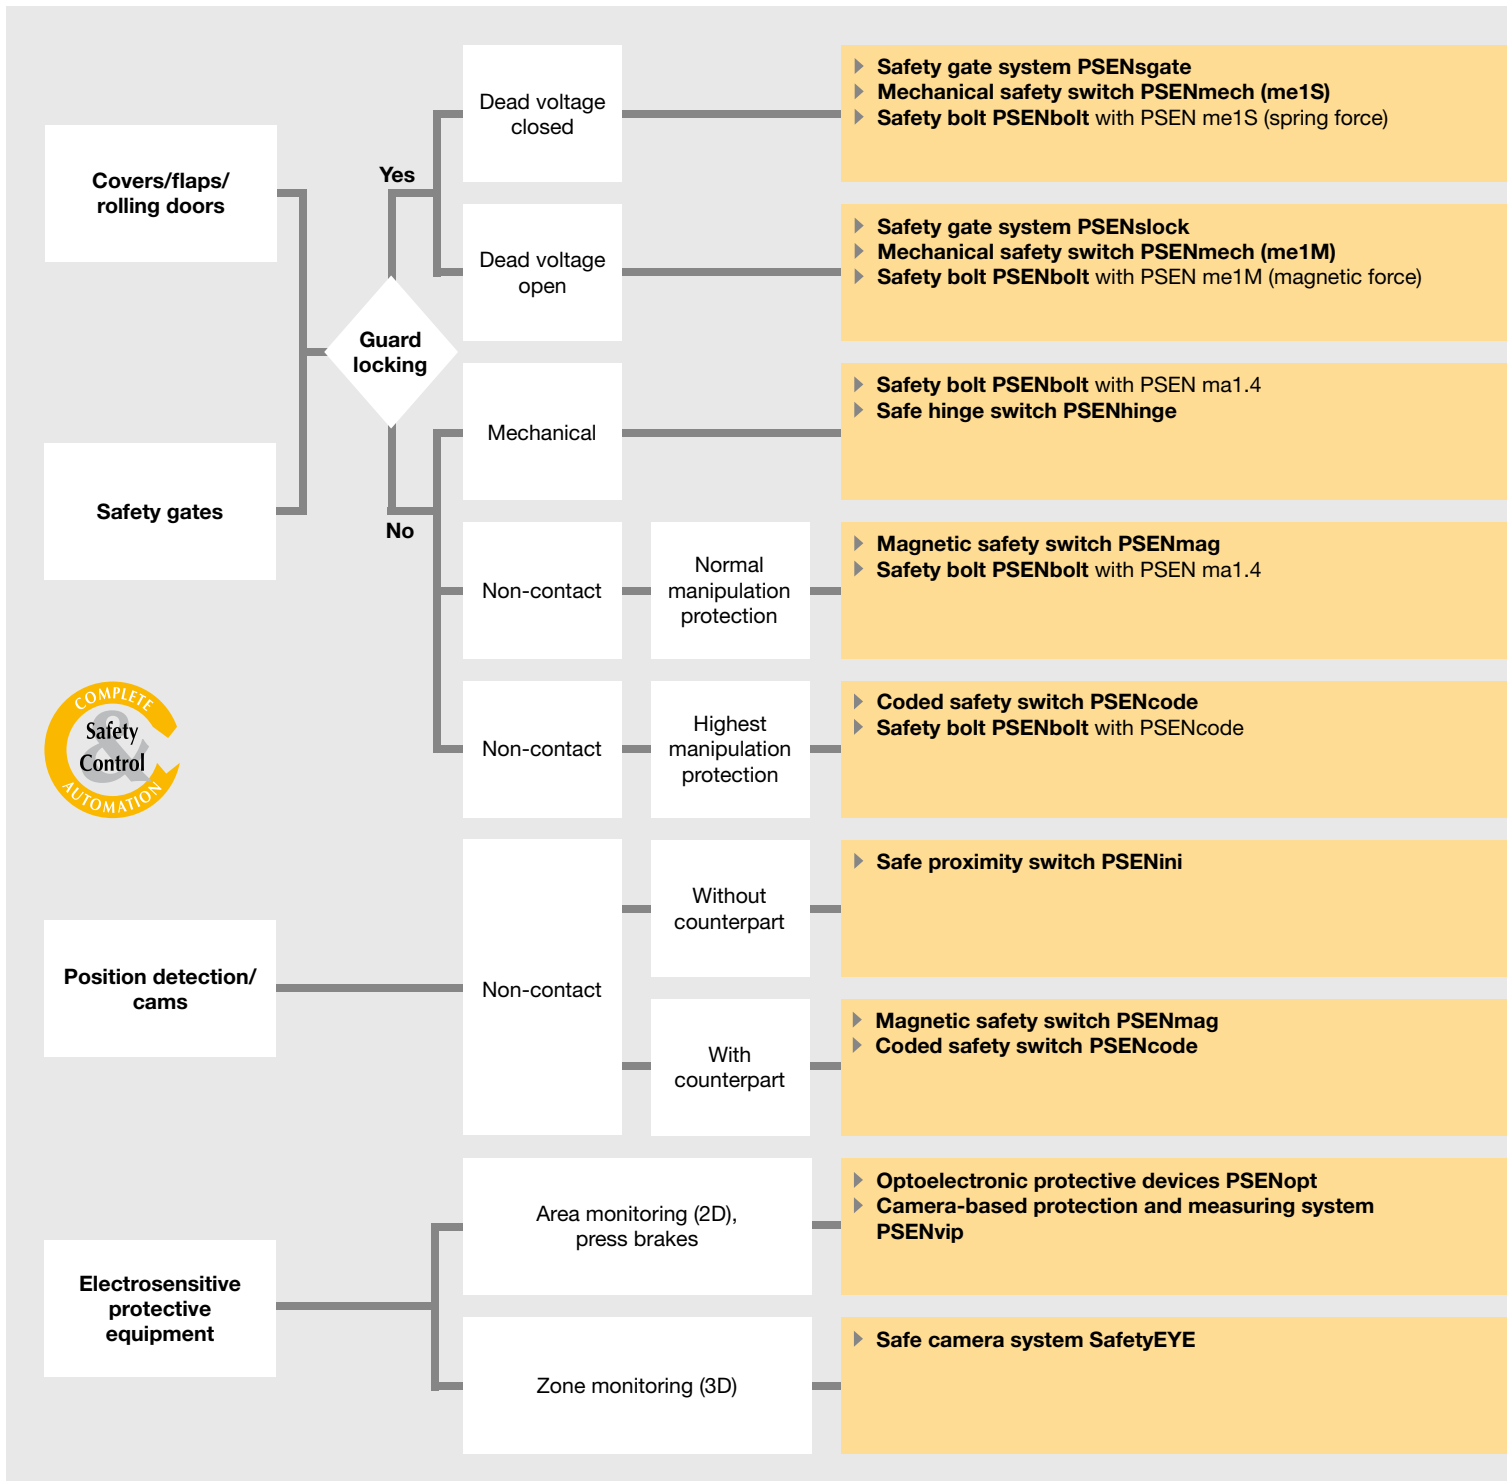 Covers/flaps/
rolling doors
Safety gates
Guard
locking
Yes
No
Dead voltage
closed
Safety gate system PSENsgate
Mechanical safety switch PSENmech (me1S)
Safety bolt PSENbolt with PSEN me1S (spring force)
Dead voltage
open
Safety gate system PSENslock
Mechanical safety switch PSENmech (me1M)
Safety bolt PSENbolt with PSEN me1M (magnetic force)
Mechanical
Safety bolt PSENbolt with PSEN ma1.4
Safe hinge switch PSENhinge
Non-contact
Normal
manipulation
protection
Magnetic safety switch PSENmag
Safety bolt PSENbolt with PSEN ma1.4
Non-contact
Highest
manipulation
protection
Coded safety switch PSENcode
Safety bolt PSENbolt with PSENcode
COMPLETE
Safety
&
Control
AUTOMATION
Position detection/
cams
Non-contact
Without
counterpart
Safe proximity switch PSENini
With
counterpart
Magnetic safety switch PSENmag
Coded safety switch PSENcode
Electrosensitive
protective
equipment
Area monitoring (2D),
press brakes
Optoelectronic protective devices PSENopt
Camera-based protection and measuring system
PSENvip
Zone monitoring (3D)
Safe camera system SafetyEYE